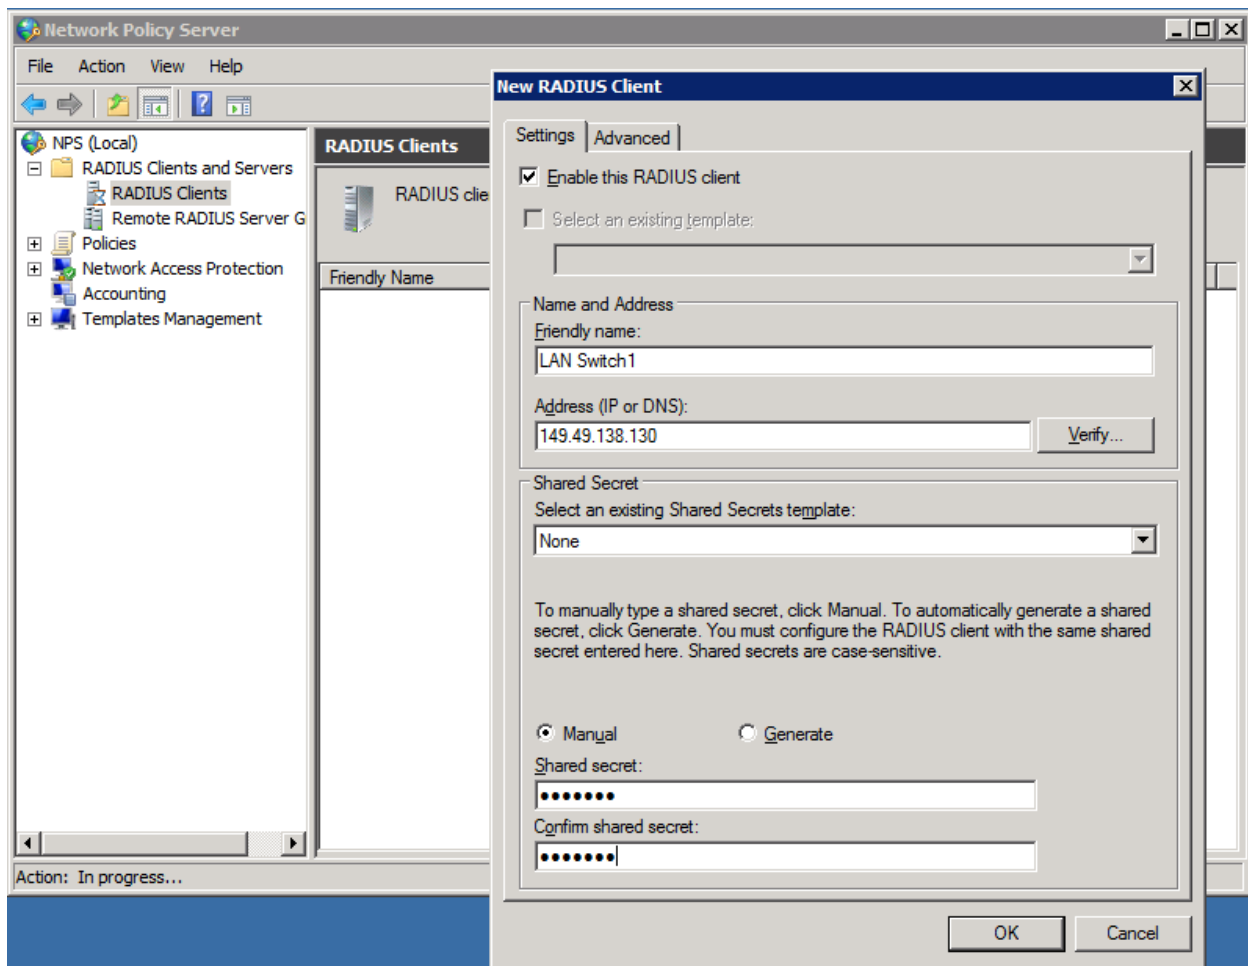 Network Policy Server
File Action View Help
NPS (Local)
RADIUS Clients and Servers
RADIUS Clients
Remote RADIUS Server G
Policies
Network Access Protection
Accounting
Templates Management
RADIUS Clients
RADIUS clie
Friendly Name
Action: In progress...
New RADIUS Client
Settings Advanced
Enable this RADIUS client
Select an existing template:
Name and Address
Friendly name:
LAN Switch1
Address (IP or DNS):
149.49.138.130
Verify...
Shared Secret
Select an existing Shared Secrets template:
None
To manually type a shared secret, click Manual. To automatically generate a shared
secret, click Generate. You must configure the RADIUS client with the same shared
secret entered here. Shared secrets are case-sensitive.
Manual Generate
Shared secret:
•••••••
Confirm shared secret:
•••••••
OK Cancel